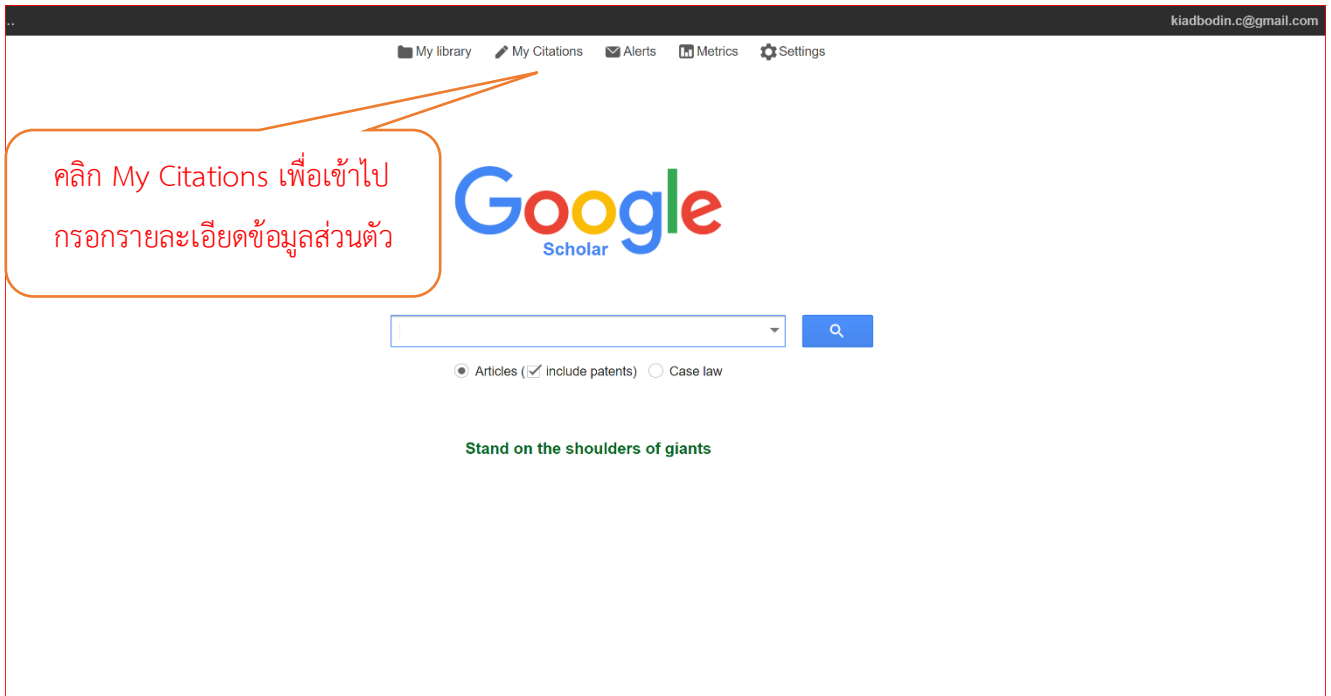 ..
kiadbodin.c@gmail.com
My library My Citations Alerts Metrics Settings
คลิก My Citations เพื่อเข้าไป
กรอกรายละเอียดข้อมูลส่วนตัว
Google
Scholar
Articles ( include patents) Case law
Stand on the shoulders of giants